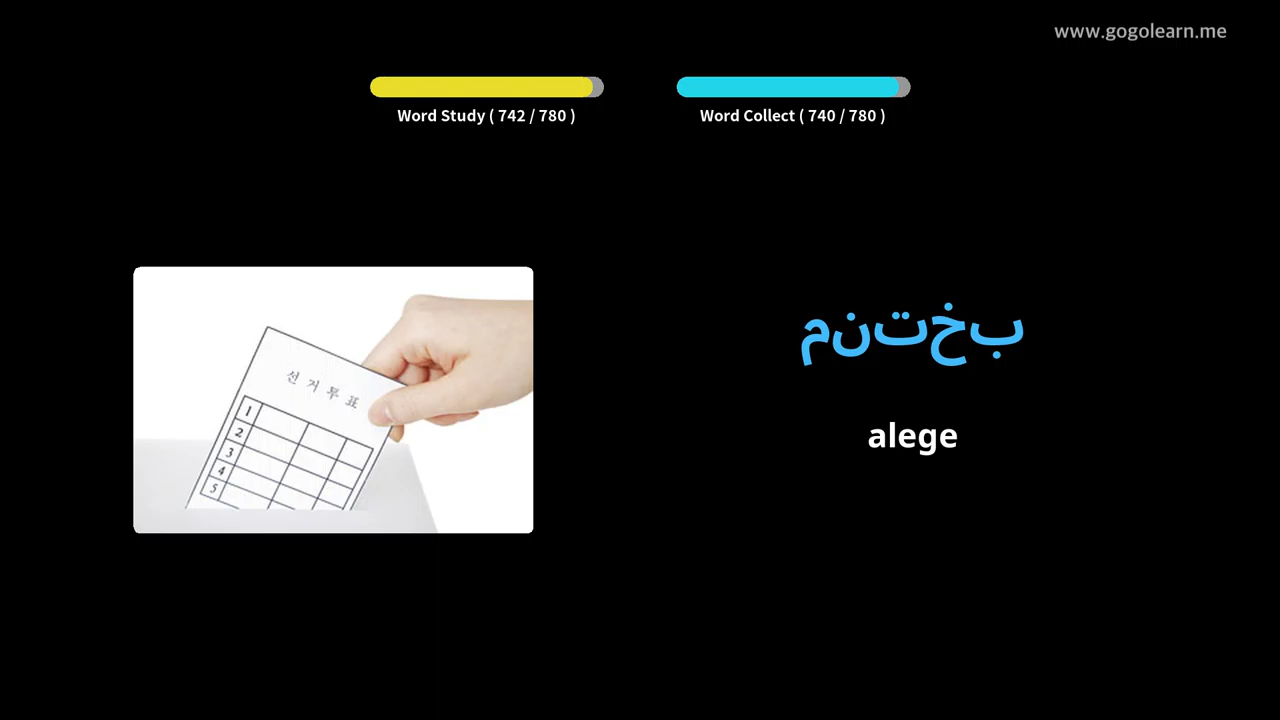 www.gogolearn.me
Word Study ( 742 / 780 )
Word Collect ( 740 / 780 )
선거투표
1
2
3
4
5
ب‌خ‌ت‌ن‌م
alege